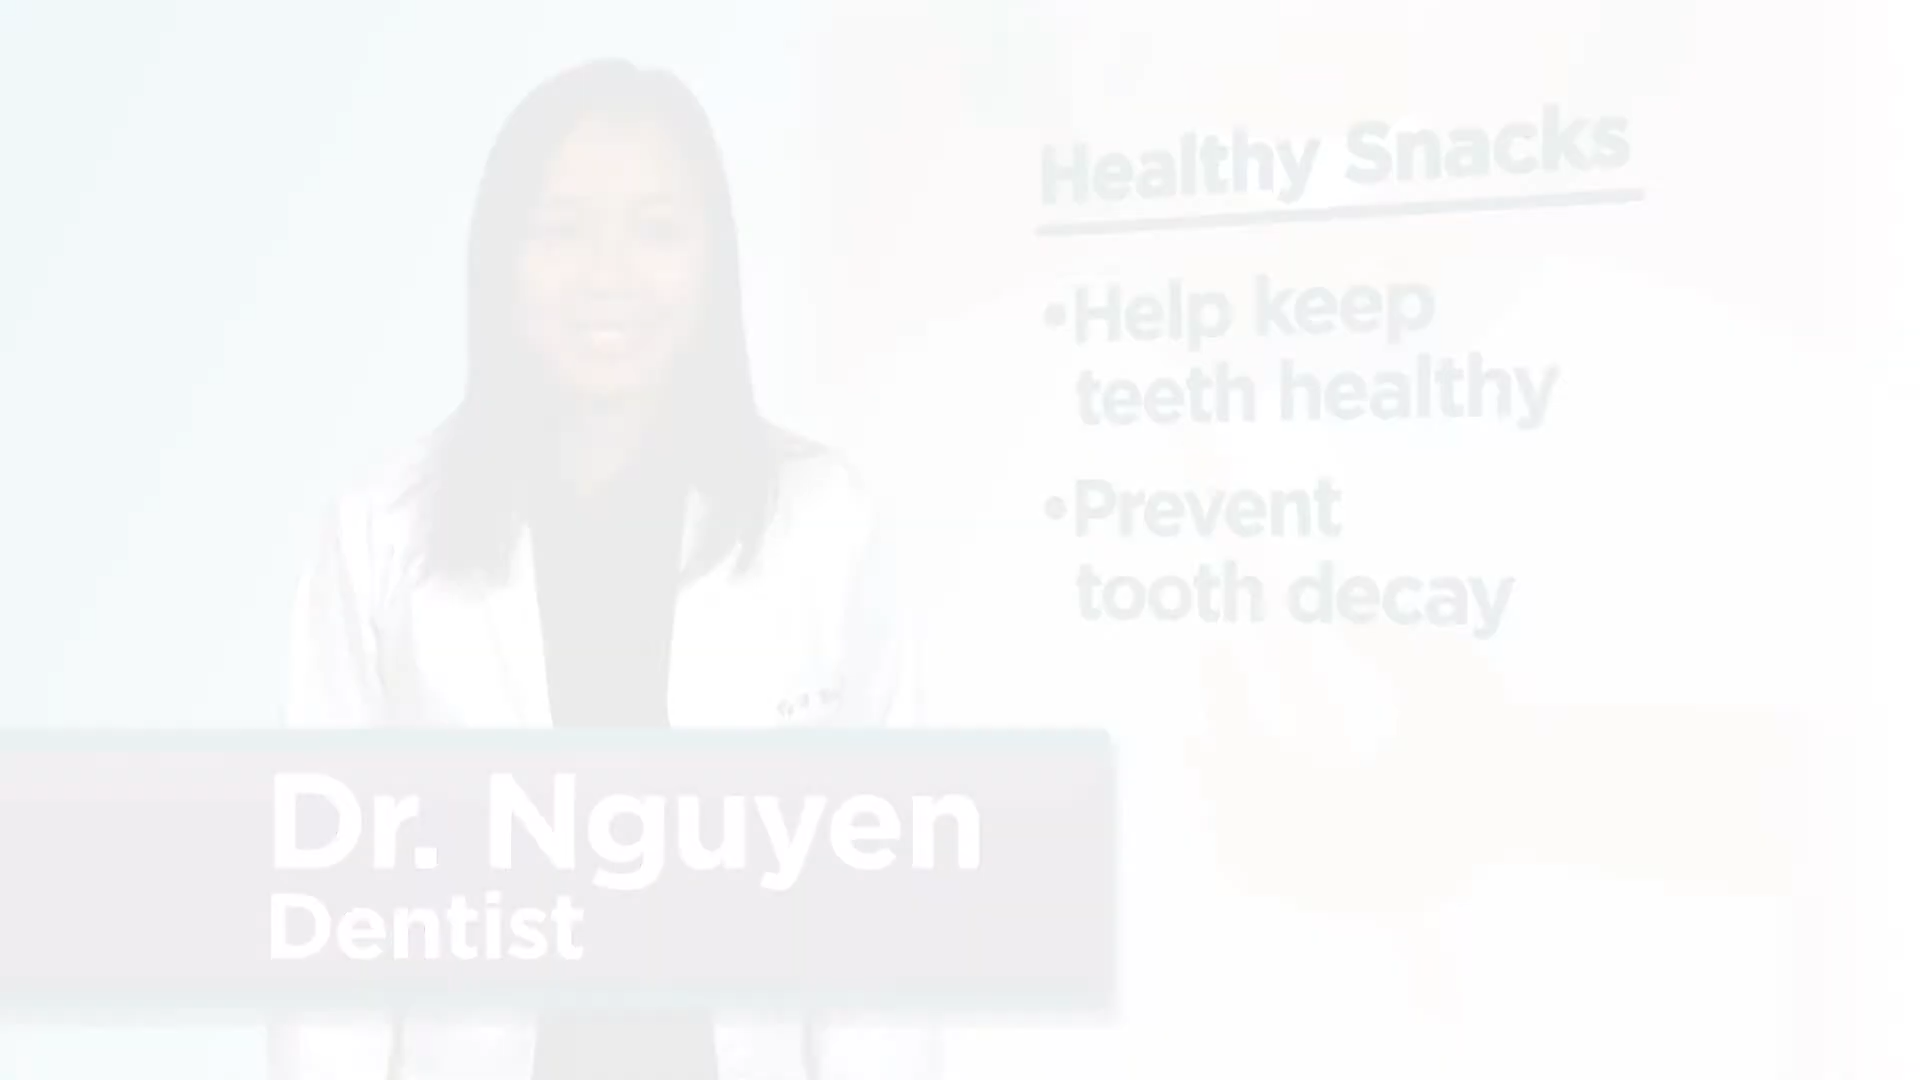 Healthy Snacks
•Help keep
teeth healthy
•Prevent
tooth decay
Dr. Nguyen
Dentist